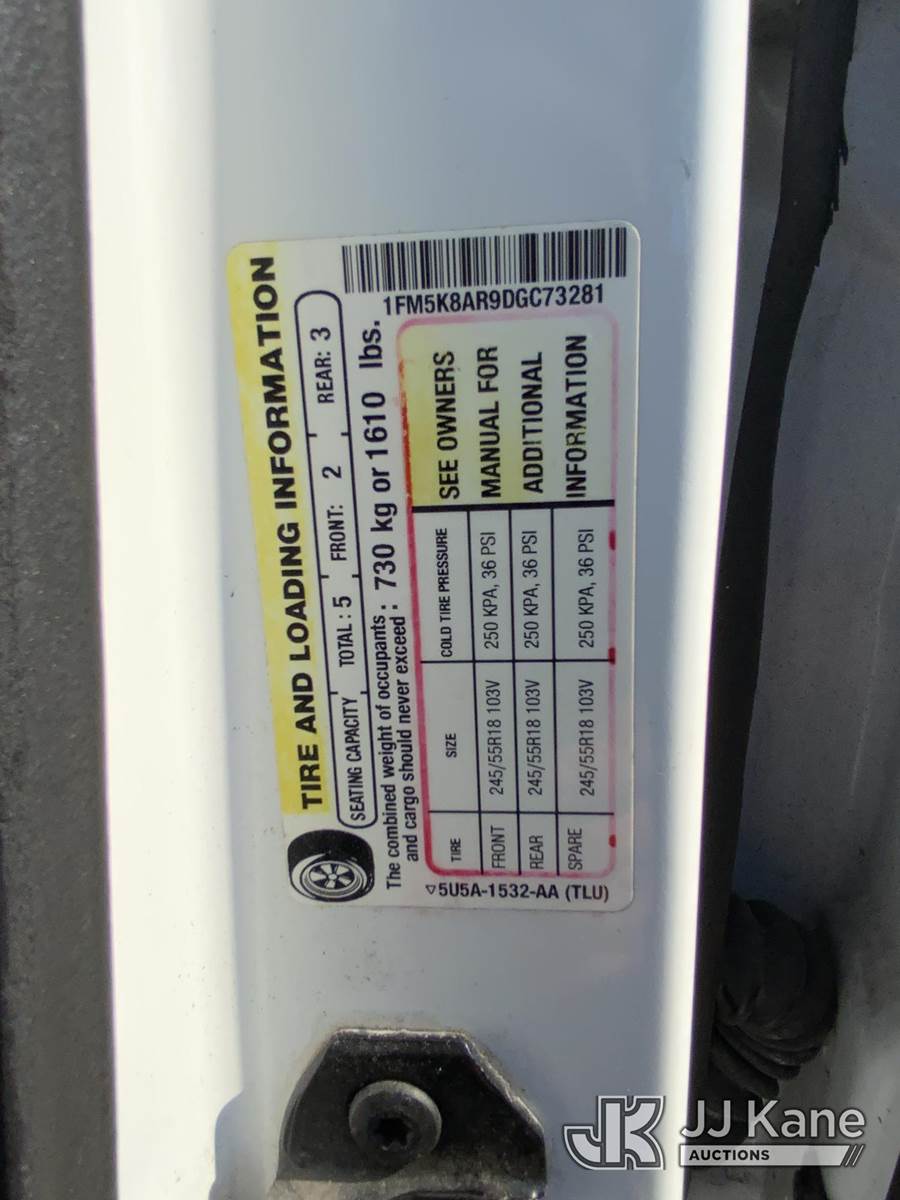 TIRE AND LOADING INFORMATION
SEATING CAPACITY TOTAL : 5 FRONT: 2 REAR: 3
The combined weight of occupants : 730 kg or 1610 lbs.
and cargo should never exceed :
1FM5K8AR9DGC73281
TIRE SIZE COLD TIRE PRESSURE
FRONT 245/55R18 103V 250 KPA, 36 PSI
REAR 245/55R18 103V 250 KPA, 36 PSI
SPARE 245/55R18 103V 250 KPA, 36 PSI
SEE OWNERS
MANUAL FOR
ADDITIONAL
INFORMATION
▽5U5A-1532-AA (TLU)
JK JJ Kane
AUCTIONS